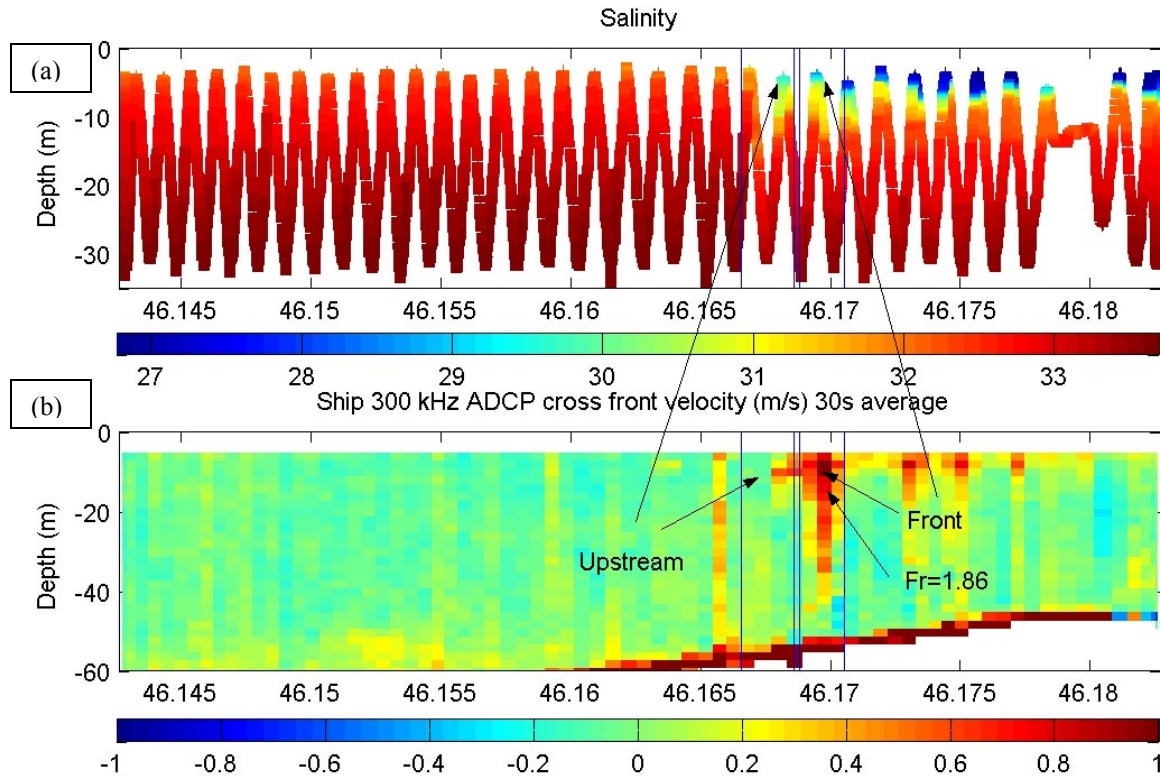 Salinity
(a)
0
-10
-20
-30
Depth (m)
46.145 46.15 46.155 46.16 46.165 46.17 46.175 46.18
27 28 29 30 31 32 33
(b)
Ship 300 kHz ADCP cross front velocity (m/s) 30s average
0
-20
-40
-60
Depth (m)
Upstream
Front
Fr=1.86
46.145 46.15 46.155 46.16 46.165 46.17 46.175 46.18
-1 -0.8 -0.6 -0.4 -0.2 0 0.2 0.4 0.6 0.8 1